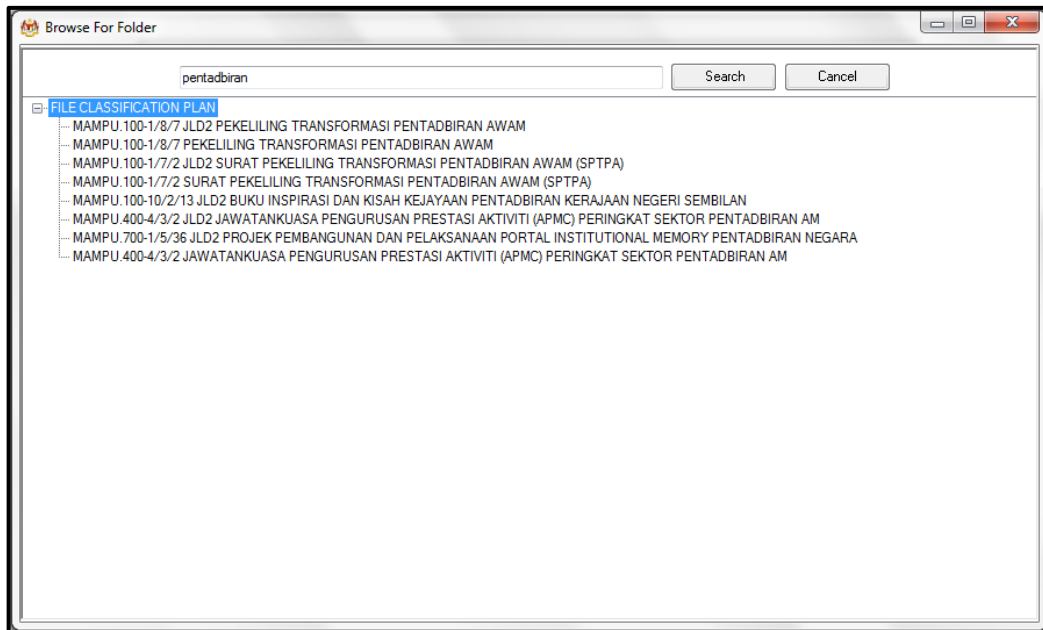 Browse For Folder
pentadbiran Search Cancel
FILE CLASSIFICATION PLAN
MAMPU.100-1/8/7 JLD2 PEKELILING TRANSFORMASI PENTADBIRAN AWAM
MAMPU.100-1/8/7 PEKELILING TRANSFORMASI PENTADBIRAN AWAM
MAMPU.100-1/7/2 JLD2 SURAT PEKELILING TRANSFORMASI PENTADBIRAN AWAM (SPTPA)
MAMPU.100-1/7/2 SURAT PEKELILING TRANSFORMASI PENTADBIRAN AWAM (SPTPA)
MAMPU.100-10/2/13 JLD2 BUKU INSPIRASI DAN KISAH KEJAYAAN PENTADBIRAN KERAJAAN NEGERI SEMBILAN
MAMPU.400-4/3/2 JLD2 JAWATANKUASA PENGURUSAN PRESTASI AKTIVITI (APMC) PERINGKAT SEKTOR PENTADBIRAN AM
MAMPU.700-1/5/36 JLD2 PROJEK PEMBANGUNAN DAN PELAKSANAAN PORTAL INSTITUTIONAL MEMORY PENTADBIRAN NEGARA
MAMPU.400-4/3/2 JAWATANKUASA PENGURUSAN PRESTASI AKTIVITI (APMC) PERINGKAT SEKTOR PENTADBIRAN AM